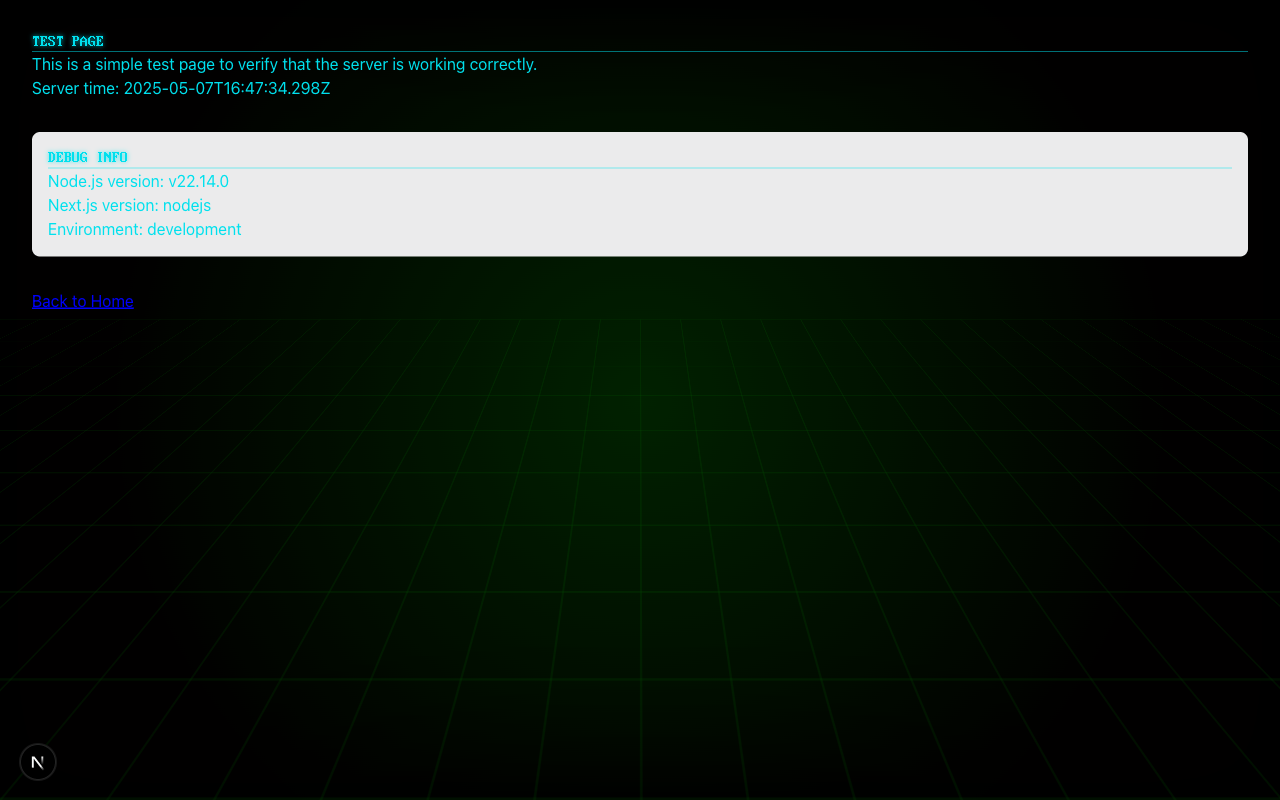 TEST PAGE
This is a simple test page to verify that the server is working correctly.
Server time: 2025-05-07T16:47:34.298Z
DEBUG INFO
Node.js version: v22.14.0
Next.js version: nodejs
Environment: development
Back to Home
N